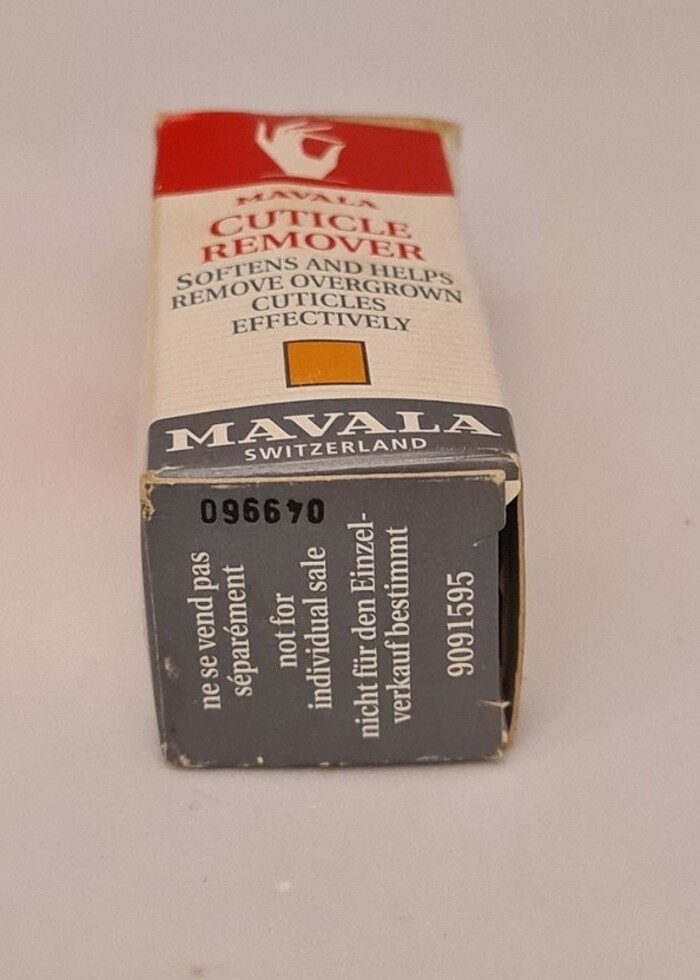 MAVALA
CUTICLE
REMOVER
SOFTENS AND HELPS
REMOVE OVERGROWN
CUTICLES
EFFECTIVELY
MAVALA
SWITZERLAND
049960
ne se vend pas
séparément
not for
individual sale
nicht für den Einzel-
verkauf bestimmt
9091595